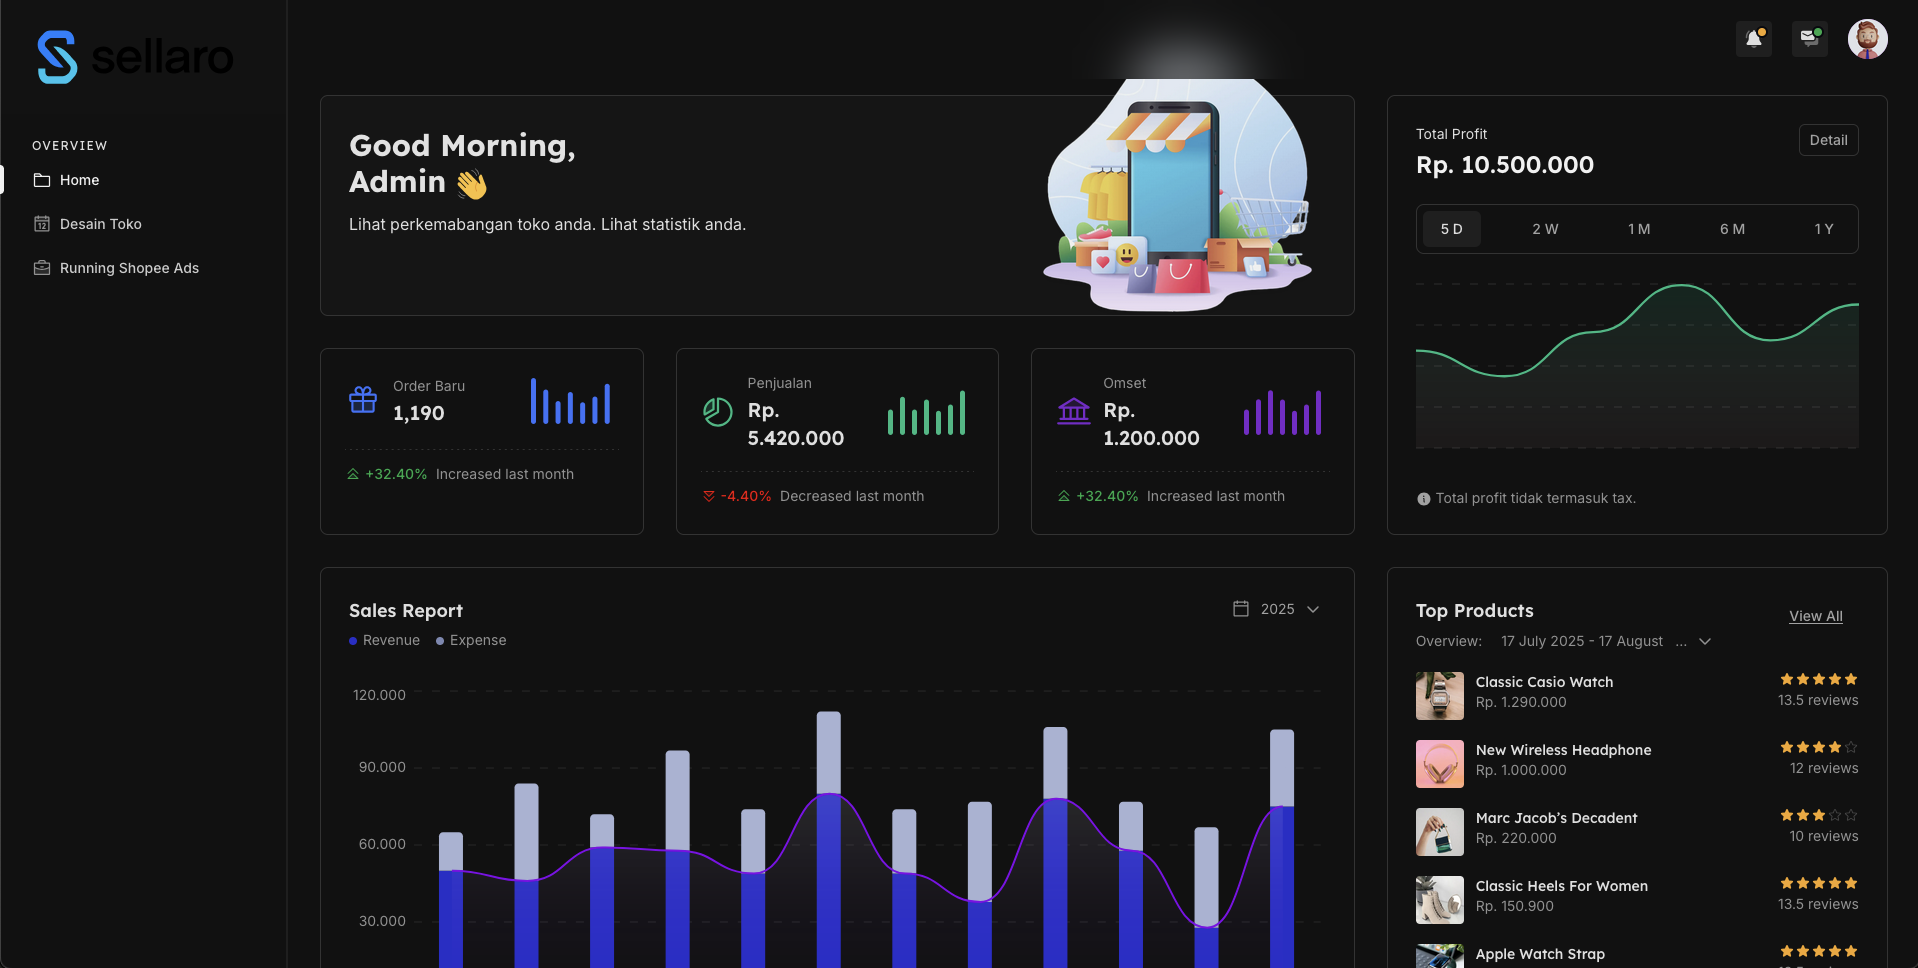 sellaro
OVERVIEW
Home
Desain Toko
Running Shopee Ads
Good Morning,
Admin 👋
Lihat perkemabangan toko anda. Lihat statistik anda.
Total Profit
Rp. 10.500.000
Detail
5 D 2 W 1 M 6 M 1 Y
Total profit tidak termasuk tax.
Order Baru
1,190
+32.40% Increased last month
Penjualan
Rp.
5.420.000
-4.40% Decreased last month
Omset
Rp.
1.200.000
+32.40% Increased last month
Sales Report
Revenue Expense
2025
120.000
90.000
60.000
30.000
Top Products
View All
Overview: 17 July 2025 - 17 August ...
Classic Casio Watch
Rp. 1.290.000
13.5 reviews
New Wireless Headphone
Rp. 1.000.000
12 reviews
Marc Jacob’s Decadent
Rp. 220.000
10 reviews
Classic Heels For Women
Rp. 150.900
13.5 reviews
Apple Watch Strap